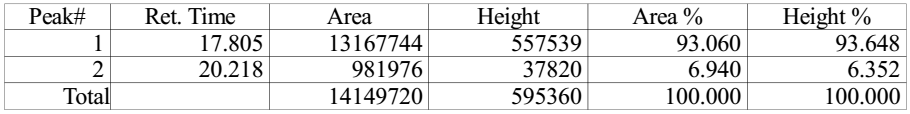 Peak# Ret. Time Area Height Area % Height %
1 17.805 13167744 557539 93.060 93.648
2 20.218 981976 37820 6.940 6.352
Total 14149720 595360 100.000 100.000